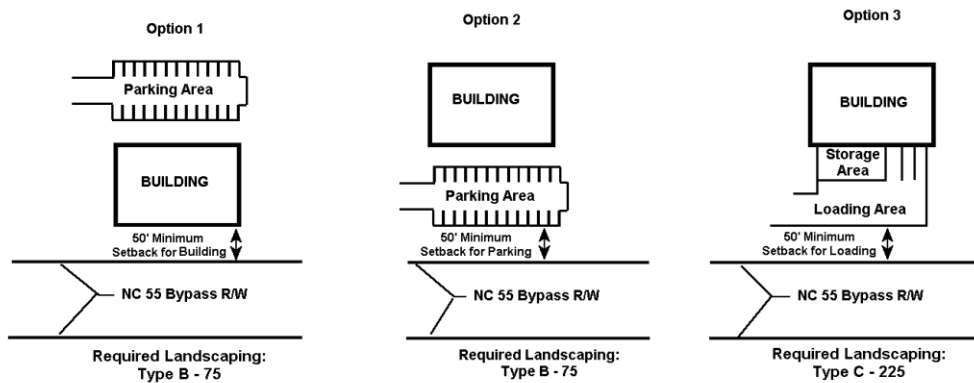 Option 1
Parking Area
BUILDING
50' Minimum
Setback for Building
NC 55 Bypass R/W
Required Landscaping:
Type B - 75
Option 2
BUILDING
Parking Area
50' Minimum
Setback for Parking
NC 55 Bypass R/W
Required Landscaping:
Type B - 75
Option 3
BUILDING
Storage
Area
Loading Area
50' Minimum
Setback for Loading
NC 55 Bypass R/W
Required Landscaping:
Type C - 225